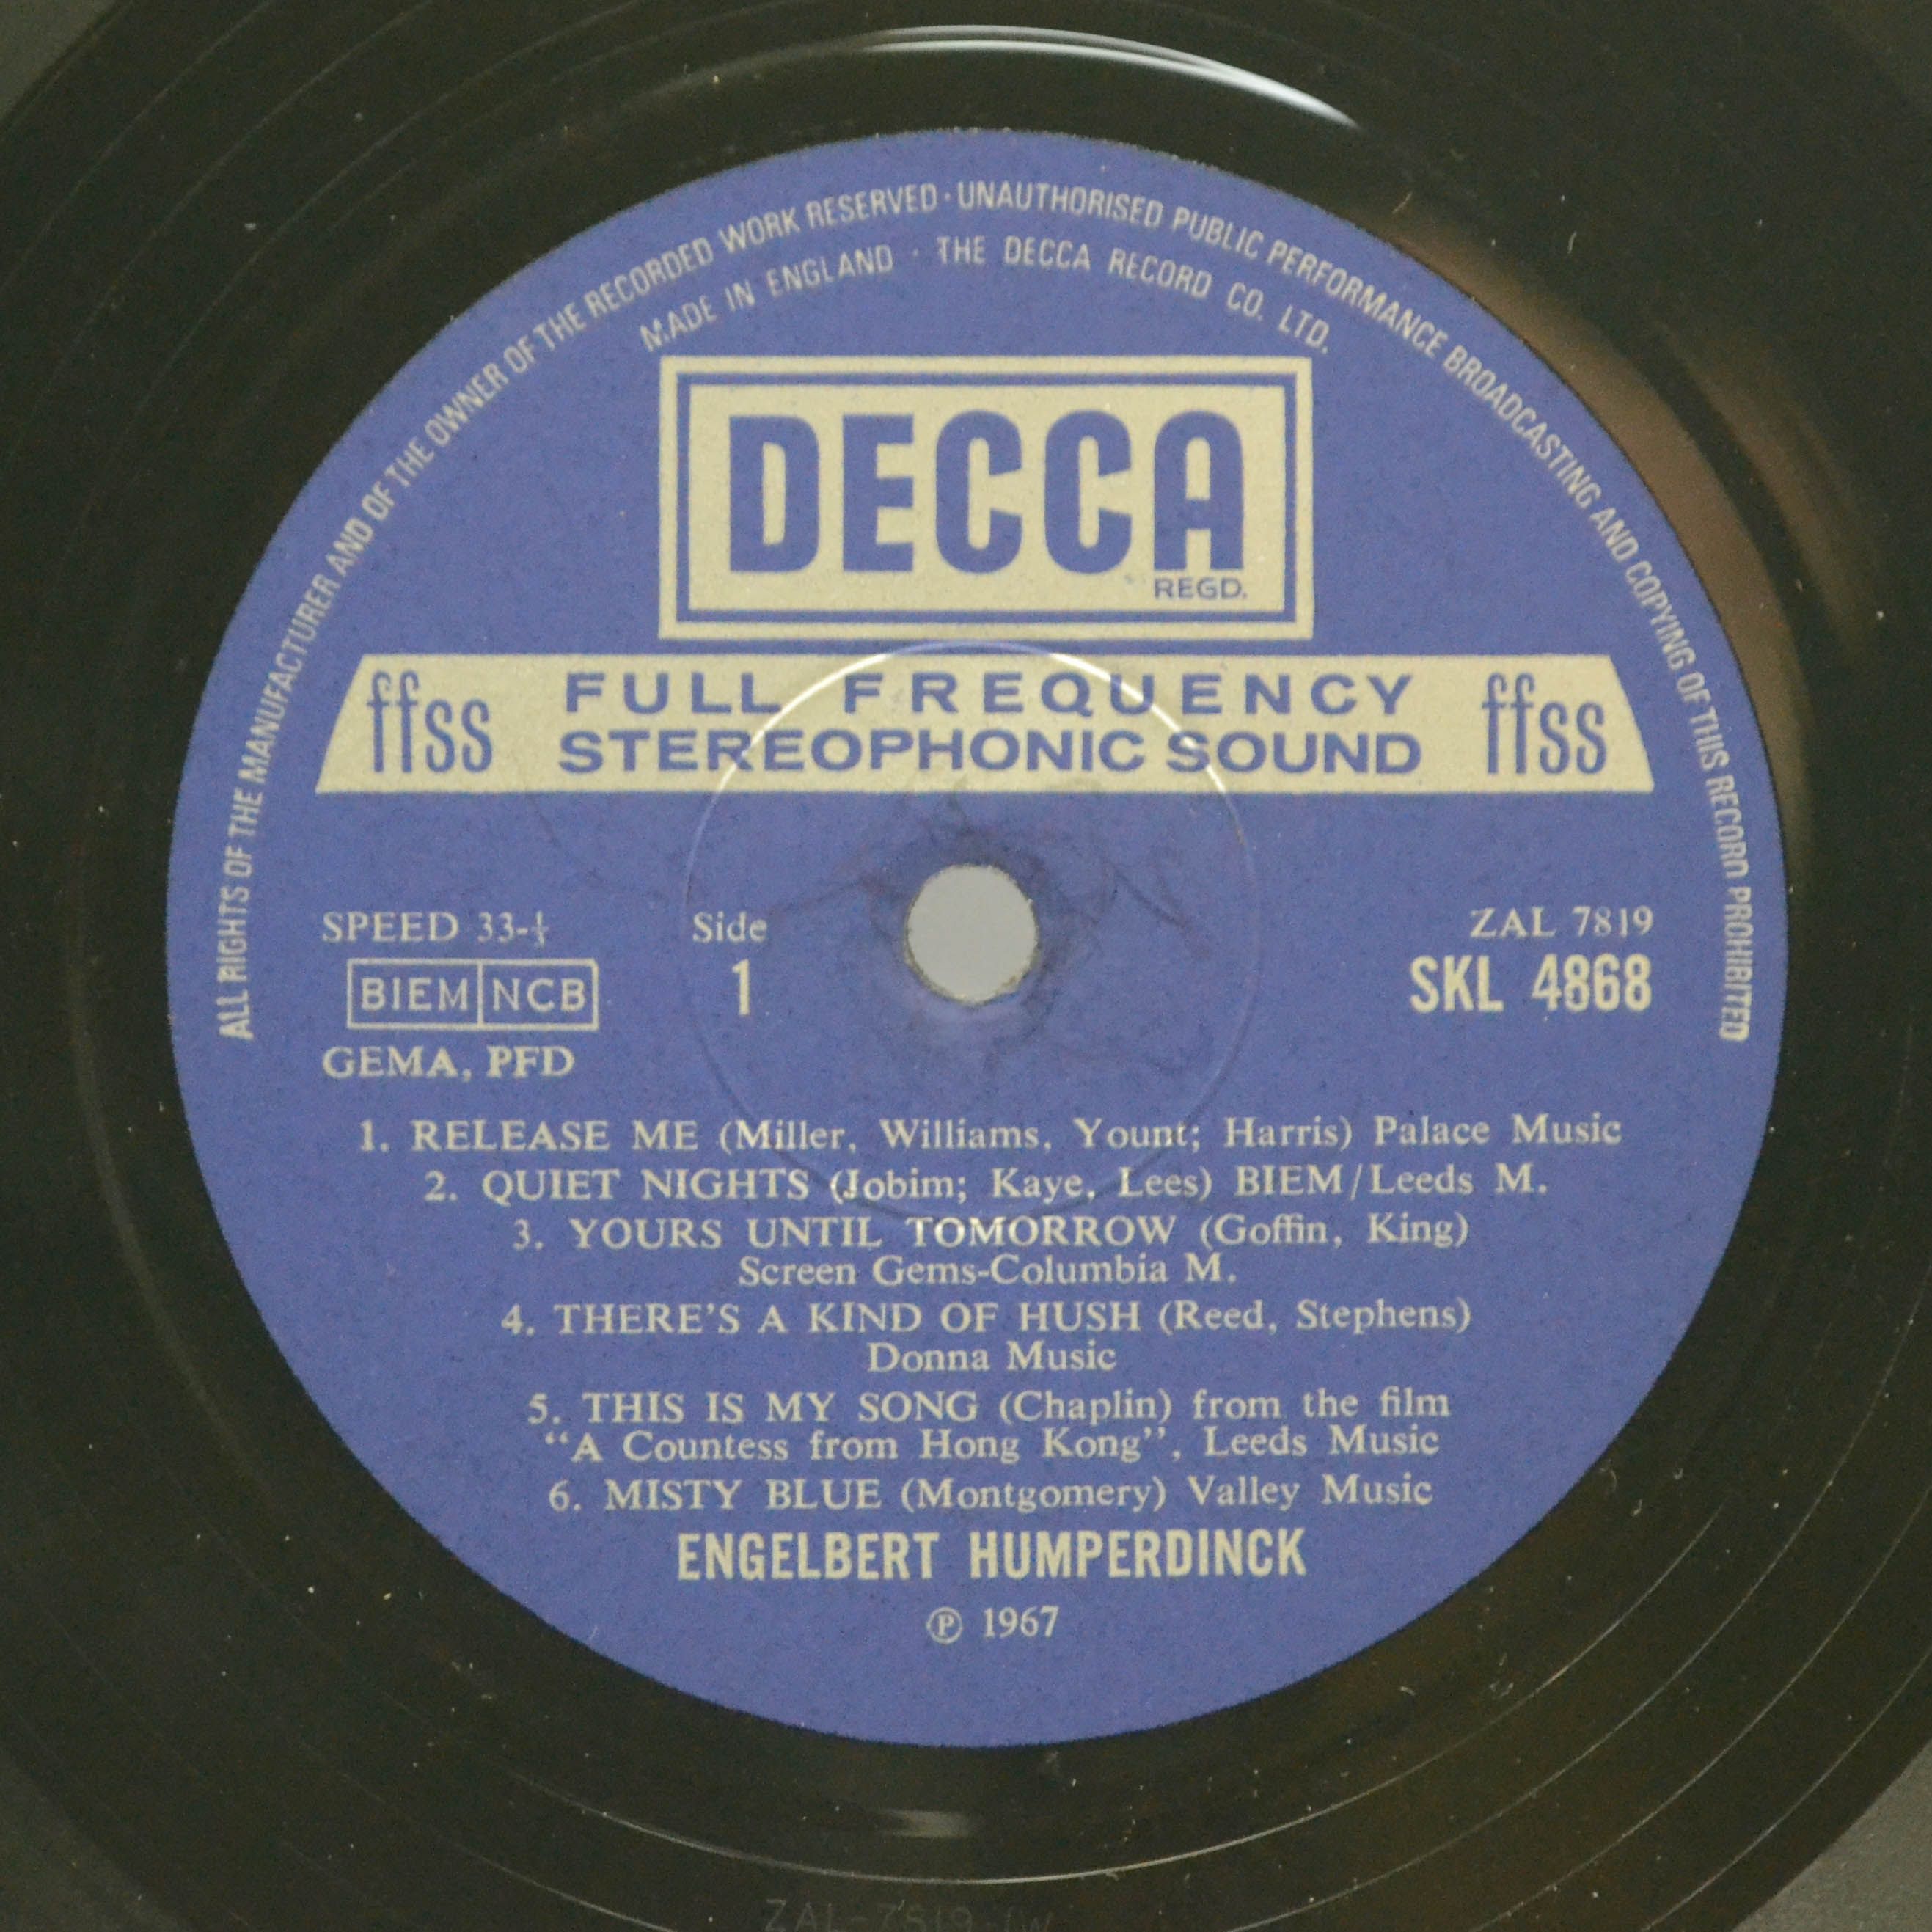 ALL RIGHTS OF THE MANUFACTURER AND OF THE OWNER OF THE RECORDED WORK RESERVED · UNAUTHORISED PUBLIC PERFORMANCE BROADCASTING AND COPYING OF THIS RECORD PROHIBITED
MADE IN ENGLAND · THE DECCA RECORD CO. LTD.
DECCA
REGD.
ffss FULL FREQUENCY STEREOPHONIC SOUND ffss
SPEED 33-⅓
BIEM NCB
GEMA, PFD
Side
1
ZAL 7819
SKL 4868
1. RELEASE ME (Miller, Williams, Yount; Harris) Palace Music
2. QUIET NIGHTS (Jobim; Kaye, Lees) BIEM/Leeds M.
3. YOURS UNTIL TOMORROW (Goffin, King)
Screen Gems-Columbia M.
4. THERE'S A KIND OF HUSH (Reed, Stephens)
Donna Music
5. THIS IS MY SONG (Chaplin) from the film
“A Countess from Hong Kong”, Leeds Music
6. MISTY BLUE (Montgomery) Valley Music
ENGELBERT HUMPERDINCK
℗ 1967
ZAL-7819-1W